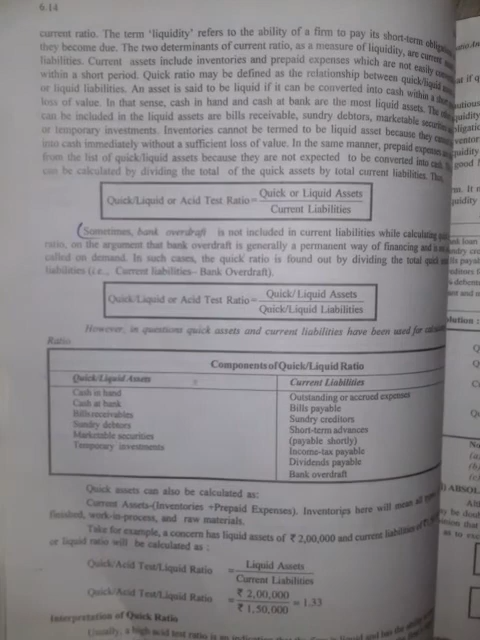 6.14
current ratio. The term 'liquidity' refers to the ability of a firm to pay its short-term
they become due. The two determinants of current ratio, as a measure of liquidity, are current
liabilities. Current assets include inventories and prepaid expenses which are not easily
within a short period. Quick ratio may be defined as the relationship between quick/liquid
or liquid liabilities. An asset is said to be liquid if it can be converted into cash within a short
loss of value. In that sense, cash in hand and cash at bank are the most liquid assets. The
can be included in the liquid assets are bills receivable, sundry debtors, marketable
or temporary investments. Inventories cannot be termed to be liquid asset because they
into cash immediately without a sufficient loss of value. In the same manner, prepaid expenses
from the list of quick/liquid assets because they are not expected to be converted into cash.
can be calculated by dividing the total of the quick assets by total current liabilities.
Quick/Liquid or Acid Test Ratio = Quick or Liquid Assets
Current Liabilities
Sometimes, bank overdraft is not included in current liabilities while calculating
ratio, on the argument that bank overdraft is generally a permanent way of financing and is
called on demand. In such cases, the quick ratio is found out by dividing the total quick
liabilities (i.e., Current liabilities– Bank Overdraft).
Quick/Liquid or Acid Test Ratio = Quick/Liquid Assets
Quick/Liquid Liabilities
However, in questions quick assets and current liabilities have been used for
Ratio
Components of Quick/Liquid Ratio
Quick/Liquid Assets
Current Liabilities
Cash in hand
Cash at bank
Bills receivables
Sundry debtors
Marketable securities
Temporary investments
Outstanding or accrued expenses
Bills payable
Sundry creditors
Short-term advances
(payable shortly)
Income-tax payable
Dividends payable
Bank overdraft
Quick assets can also be calculated as:
Current Assets-(Inventories +Prepaid Expenses). Inventories here will mean all
finished, work-in-process, and raw materials.
Take for example, a concern has liquid assets of ₹ 2,00,000 and current liabilities of
or liquid ratio will be calculated as :
Quick/Acid Test/Liquid Ratio = Liquid Assets
Current Liabilities
Quick/Acid Test/Liquid Ratio = ₹ 2,00,000
₹ 1,50,000 = 1.33
Interpretation of Quick Ratio
Usually, a high acid test ratio is an indication that the